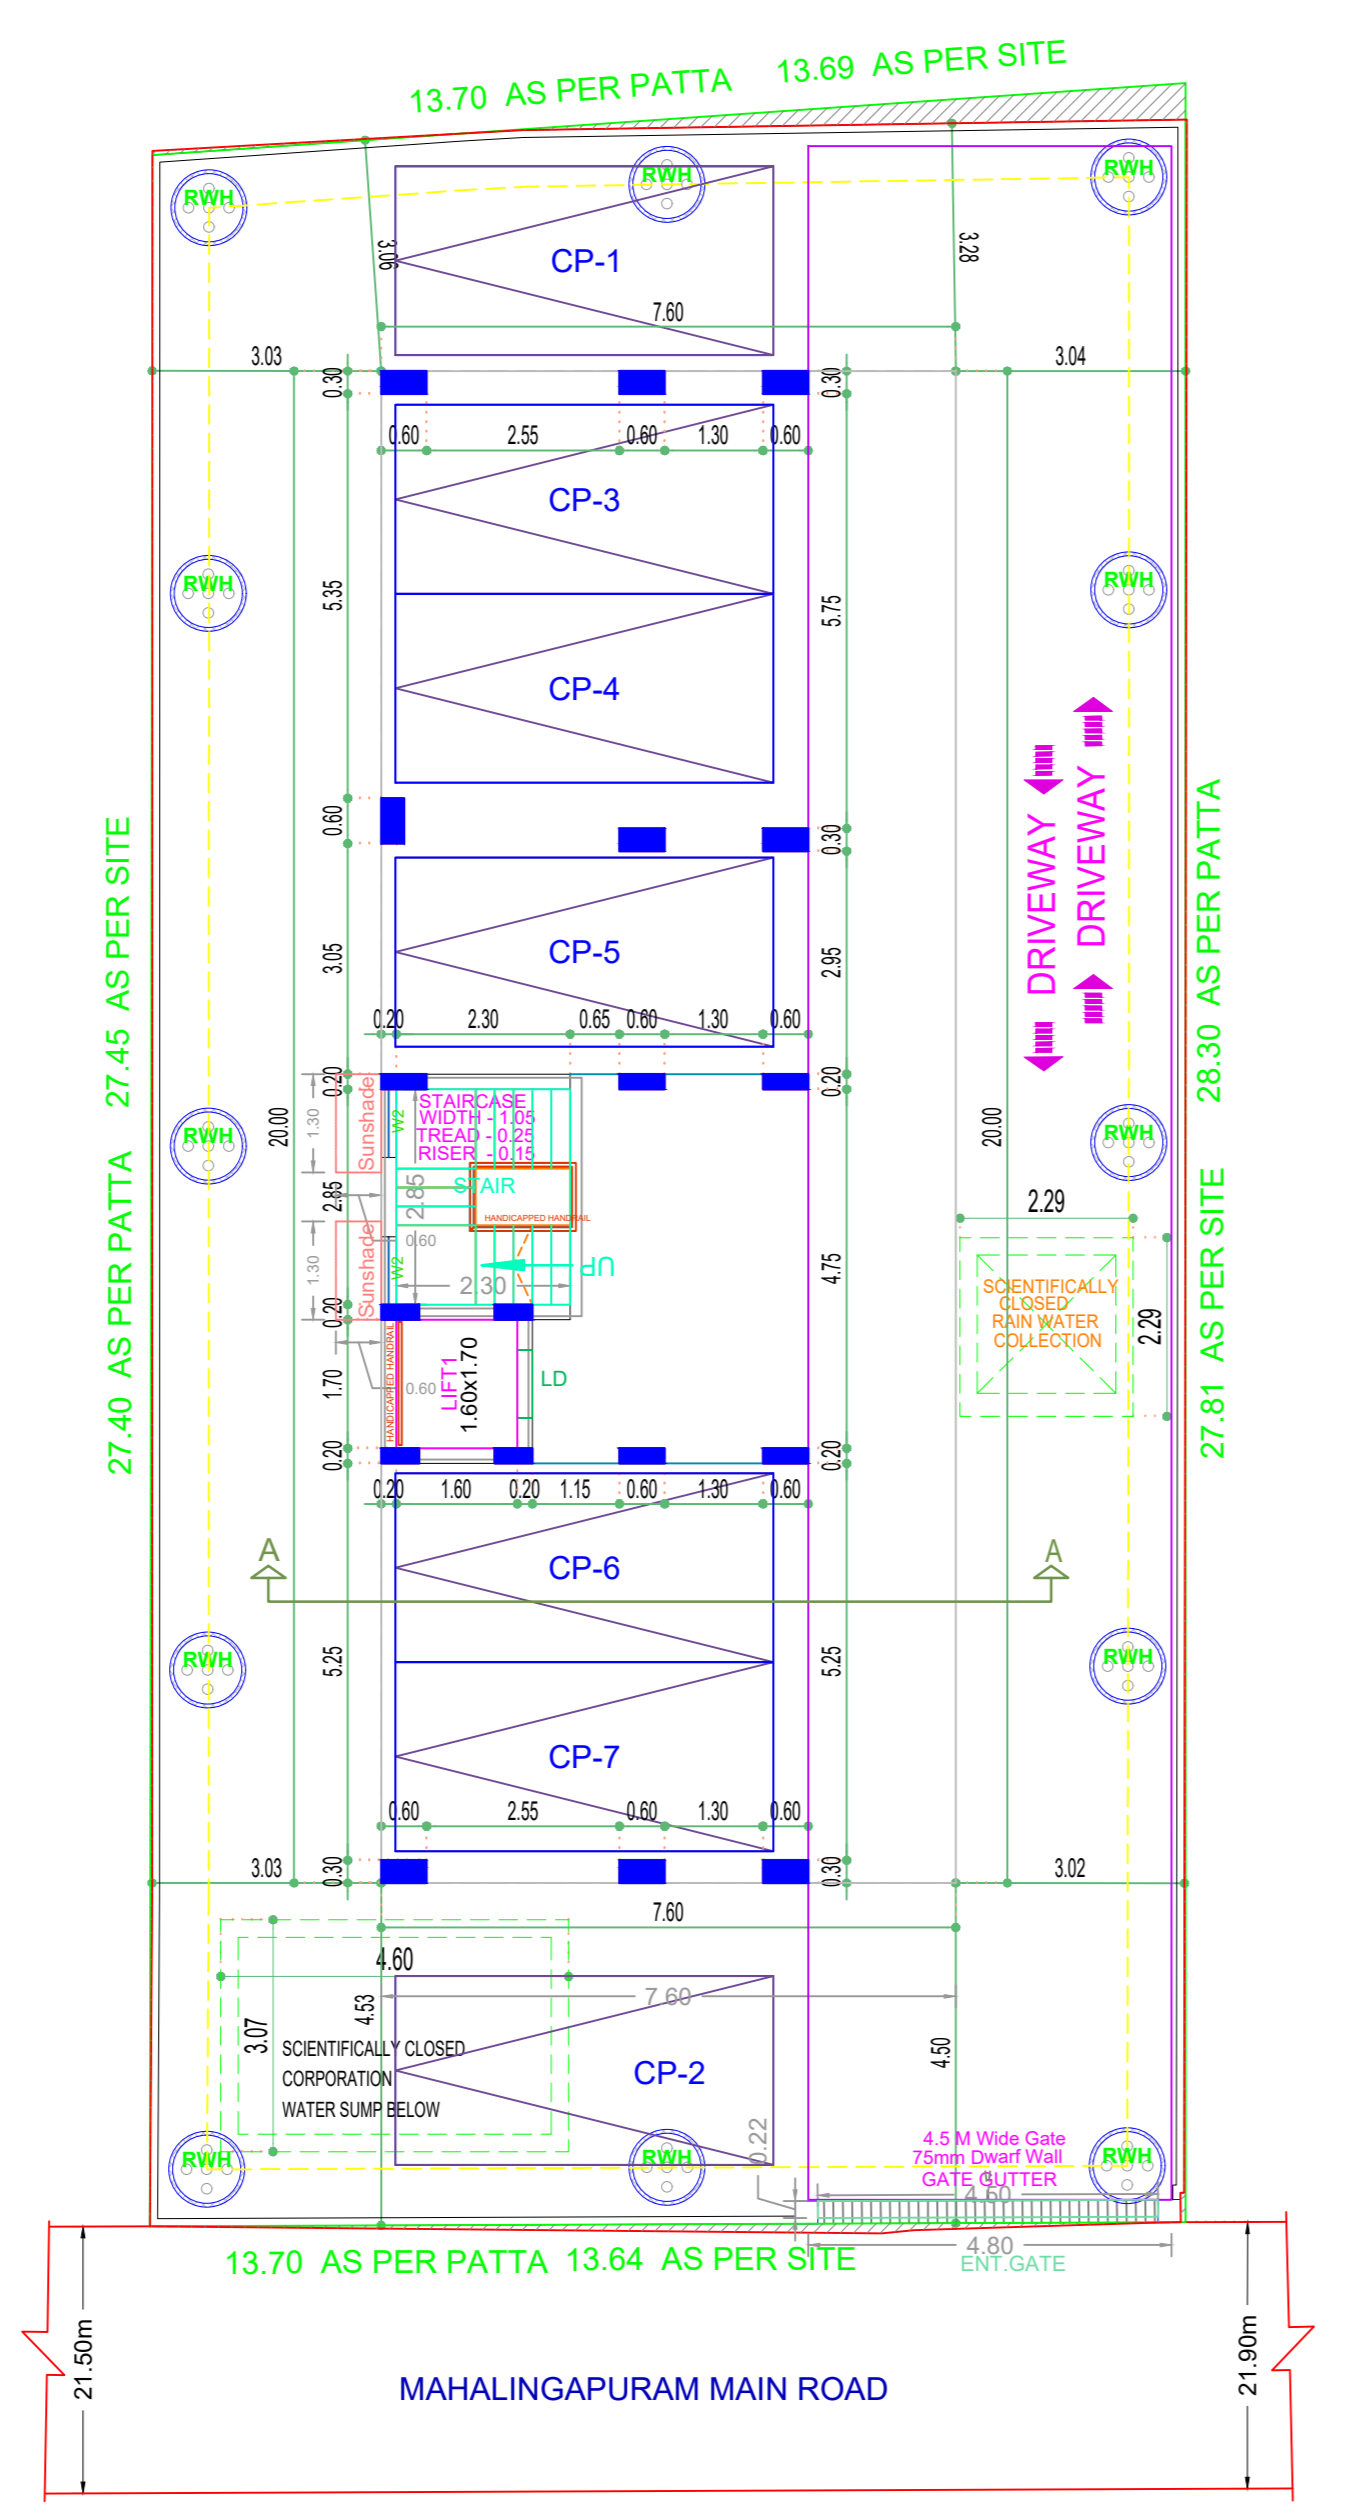 13.70 AS PER PATTA 13.69 AS PER SITE
RWH
RWH
RWH
CP-1
3.06
3.28
7.60
3.03
3.04
0.30
0.30
0.60 2.55 0.60 1.30 0.60
CP-3
RWH
RWH
5.35
5.75
CP-4
0.60
0.30
DRIVEWAY
DRIVEWAY
27.40 AS PER PATTA 27.45 AS PER SITE
27.81 AS PER SITE 28.30 AS PER PATTA
CP-5
3.05
2.95
0.20 2.30 0.65 0.60 1.30 0.60
0.20
0.20
20.00
20.00
1.30
Sunshade
W2
STAIRCASE
WIDTH - 1.05
TREAD - 0.25
RISER - 0.15
RWH
RWH
STAIR
2.85
2.85
HANDICAPPED HANDRAIL
0.60
1.30
Sunshade
W2
UP
2.30
4.75
2.29
2.29
SCIENTIFICALLY
CLOSED
RAIN WATER
COLLECTION
0.20
HANDICAPPED HANDRAIL
1.70
0.60
LIFT1
1.60x1.70
LD
0.20
0.20
0.20 1.60 0.20 1.15 0.60 1.30 0.60
A
A
CP-6
RWH
RWH
5.25
5.25
CP-7
0.60 2.55 0.60 1.30 0.60
3.03
0.30
0.30
3.02
7.60
4.60
4.53
7.60
3.07
4.50
SCIENTIFICALLY CLOSED
CORPORATION
WATER SUMP BELOW
CP-2
RWH
RWH
RWH
0.22
4.5 M Wide Gate
75mm Dwarf Wall
GATE GUTTER
4.50
4.80
ENT.GATE
13.70 AS PER PATTA 13.64 AS PER SITE
21.50m
21.90m
MAHALINGAPURAM MAIN ROAD